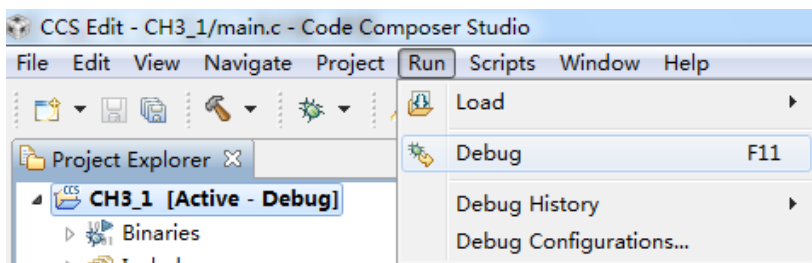 CCS Edit - CH3_1/main.c - Code Composer Studio
File Edit View Navigate Project Run Scripts Window Help
Load
Project Explorer
Debug F11
CCS
CH3_1 [Active - Debug]
Debug History
Binaries
Debug Configurations...